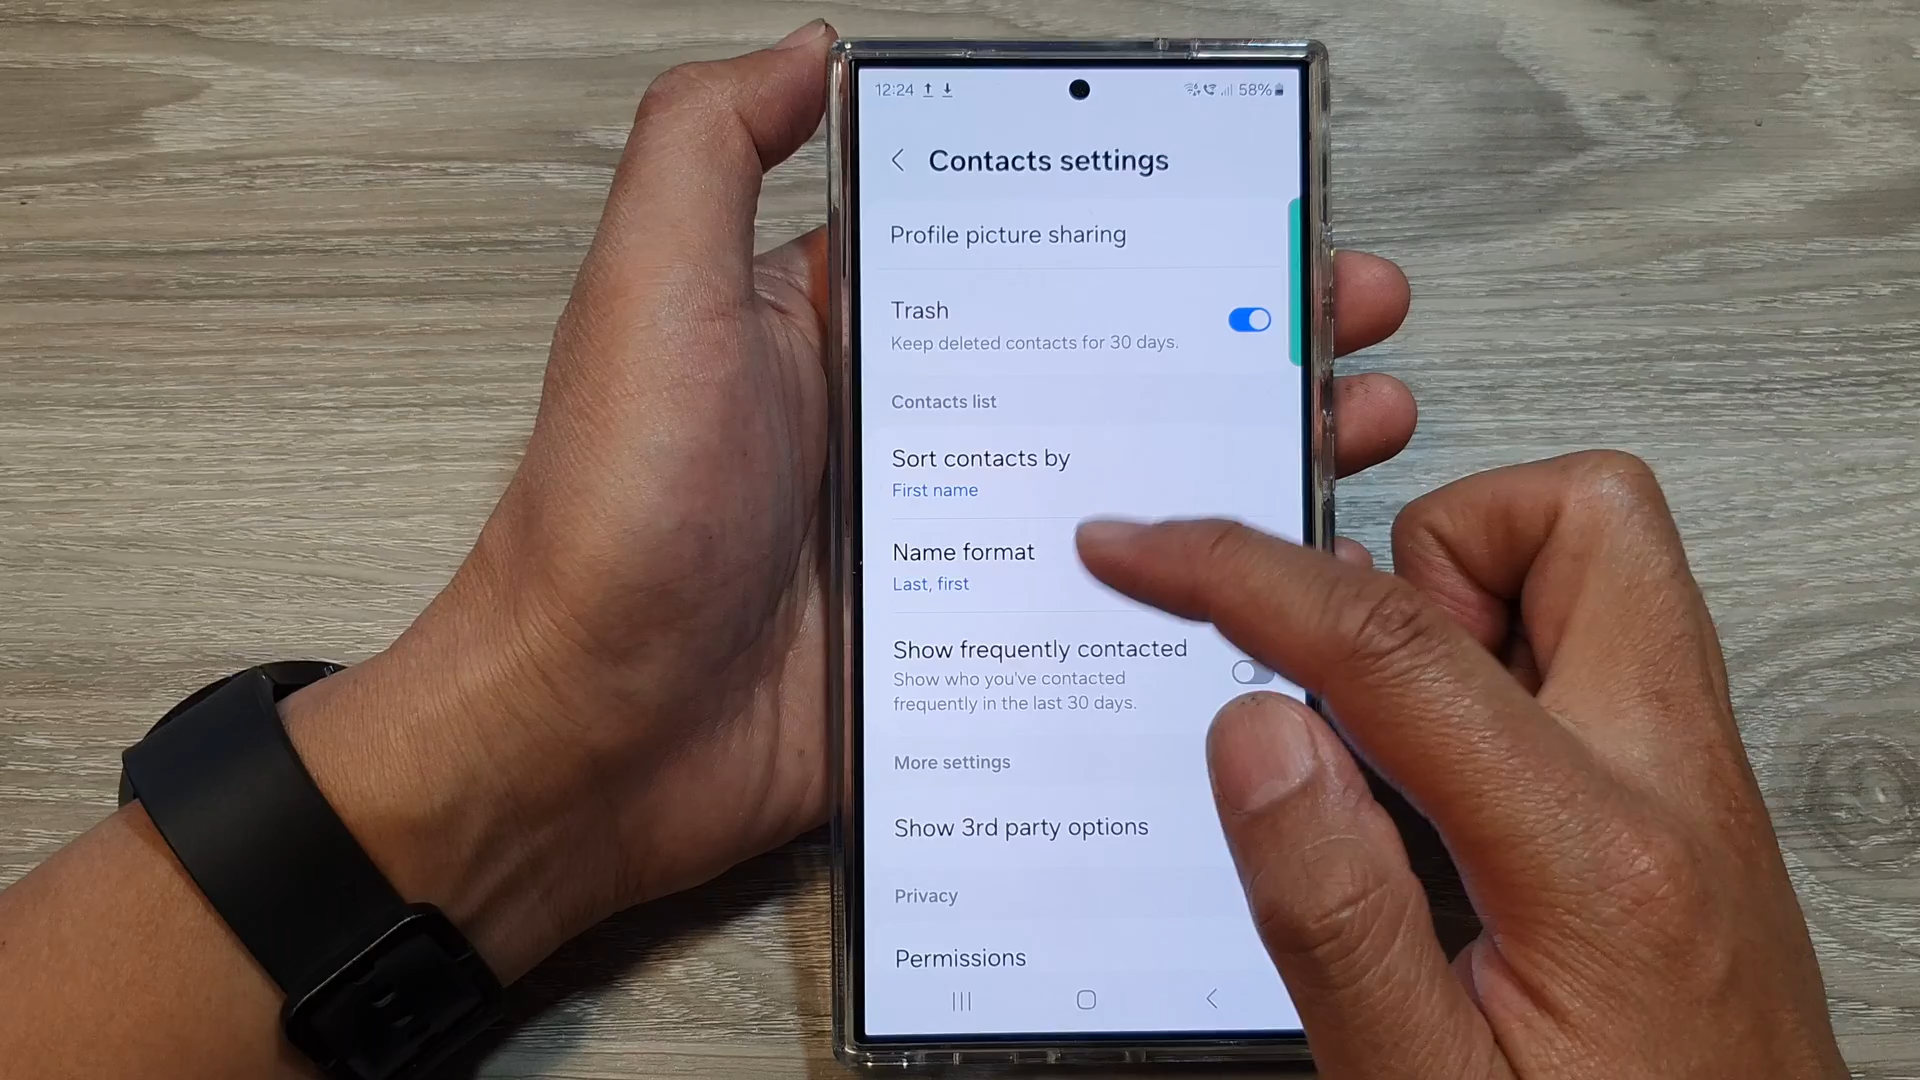 12:24 58%
Contacts settings
Profile picture sharing
Trash
Keep deleted contacts for 30 days.
Contacts list
Sort contacts by
First name
Name format
Last, first
Show frequently contacted
Show who you've contacted
frequently in the last 30 days.
More settings
Show 3rd party options
Privacy
Permissions